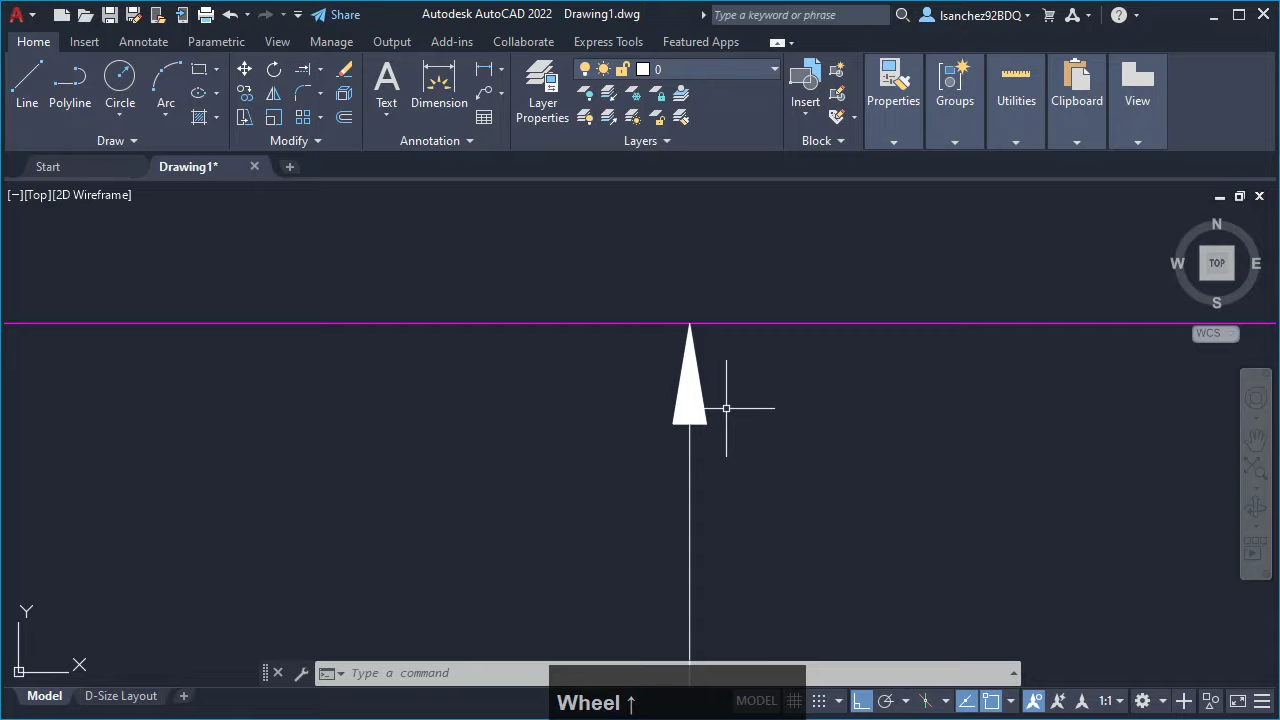 Share
Autodesk AutoCAD 2022 Drawing1.dwg
Type a keyword or phrase
lsanchez92BDQ
Home Insert Annotate Parametric View Manage Output Add-ins Collaborate Express Tools Featured Apps
0
Line Polyline Circle Arc
Text Dimension
Layer Properties
Insert
Properties Groups Utilities Clipboard View
Draw Modify Annotation Layers Block
Start Drawing1*
[−][Top][2D Wireframe]
N
W TOP E
S
WCS
Y
X
Type a command
Wheel ↑
Model D-Size Layout
MODEL
1:1